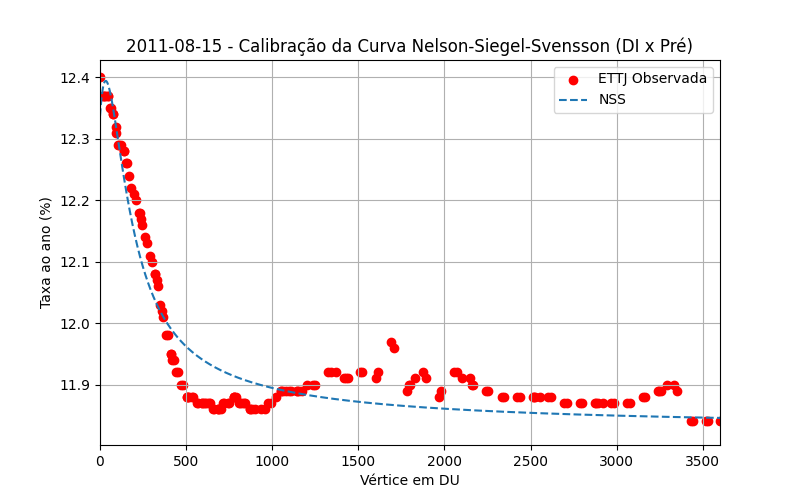 2011-08-15 - Calibração da Curva Nelson-Siegel-Svensson (DI x Pré)
ETTJ Observada
NSS
Taxa ao ano (%)
12.4
12.3
12.2
12.1
12.0
11.9
0
500
1000
1500
2000
2500
3000
3500
Vértice em DU